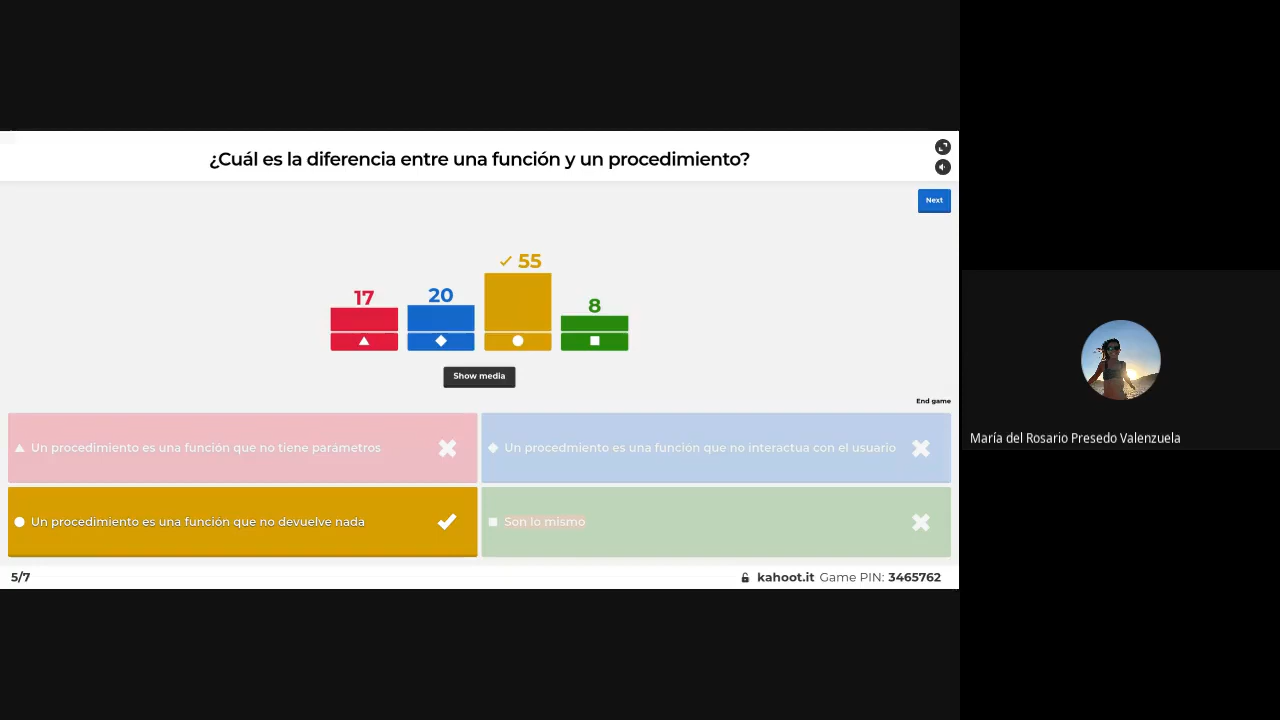 ¿Cuál es la diferencia entre una función y un procedimiento?
Next
17
20
55
8
Show media
End game
Un procedimiento es una función que no tiene parámetros
Un procedmiento es una función que no interactua con el usuario
Un procedimiento es una función que no devuelve nada
Son lo mismo
5/7
kahoot.it Game PIN: 3465762
María del Rosario Presedo Valenzuela